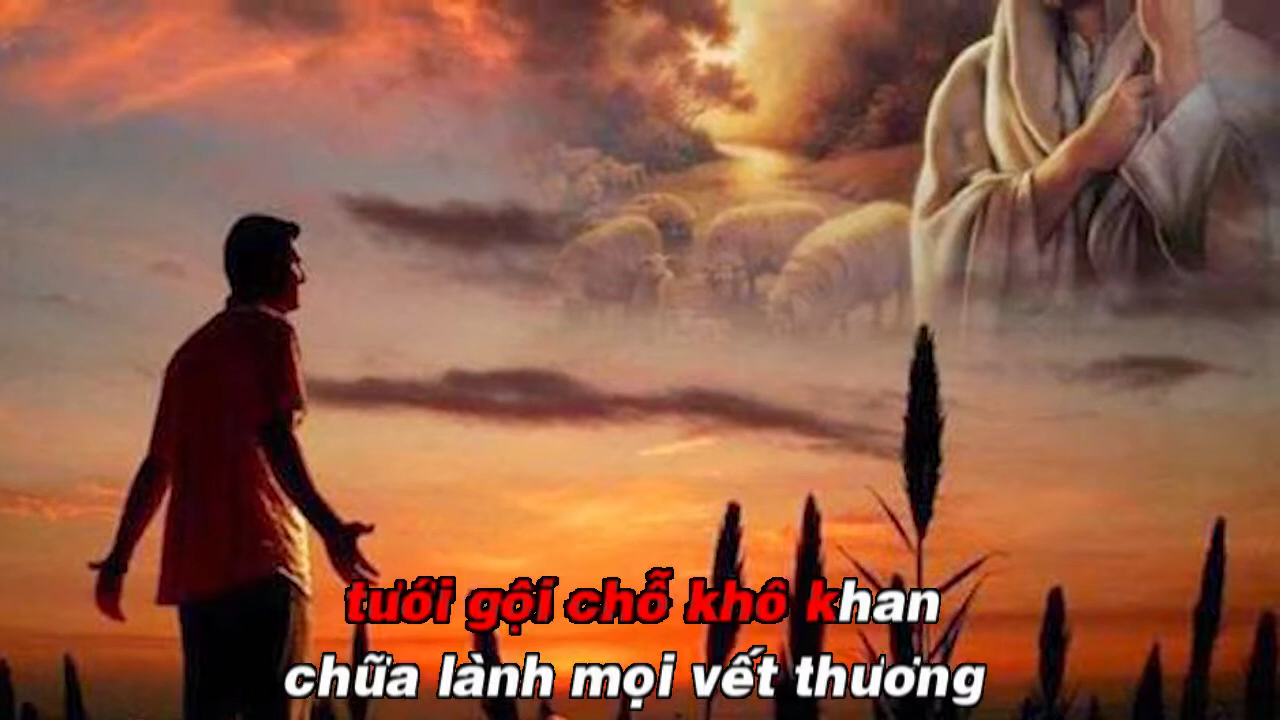 tưới gội chỗ khô khan
chữa lành mọi vết thương